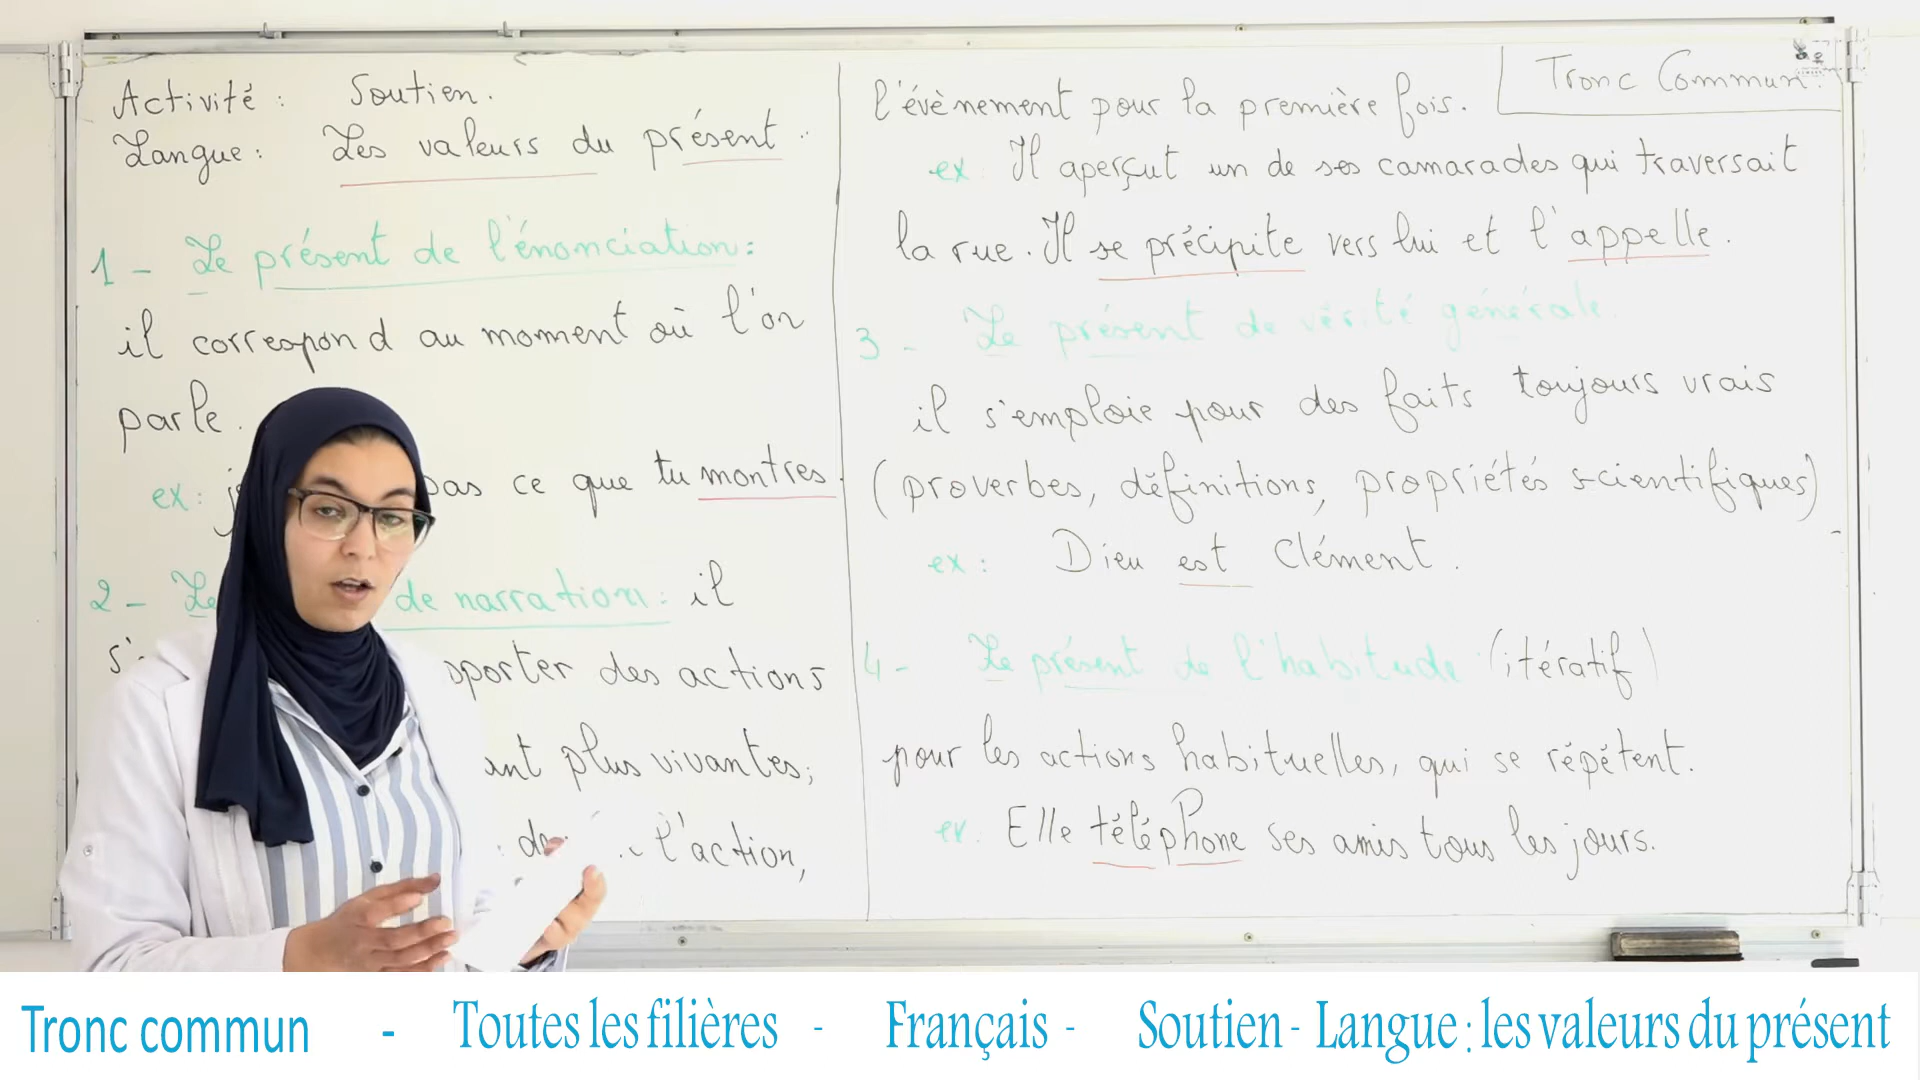 Activité : Soutien.
Langue : Les valeurs du présent.
1 - Le présent de l'énonciation :
il correspond au moment où l'on
parle.
ex : pas ce que tu montres.
2 - Le de narration : il
s' des actions
plus vivantes ;
l'action,
Tronc Commun.
l'évènement pour la première fois.
ex : Il aperçut un de ses camarades qui traversait
la rue. Il se précipite vers lui et l'appelle.
3 - Le présent de vérité générale.
il s'emploie pour des faits toujours vrais
(proverbes, définitions, propriétés scientifiques)
ex : Dieu est Clément.
4 - Le présent de l'habitude (itératif)
pour les actions habituelles, qui se répètent.
ex : Elle téléphone ses amis tous les jours.
Tronc commun - Toutes les filières - Français - Soutien - Langue : les valeurs du présent